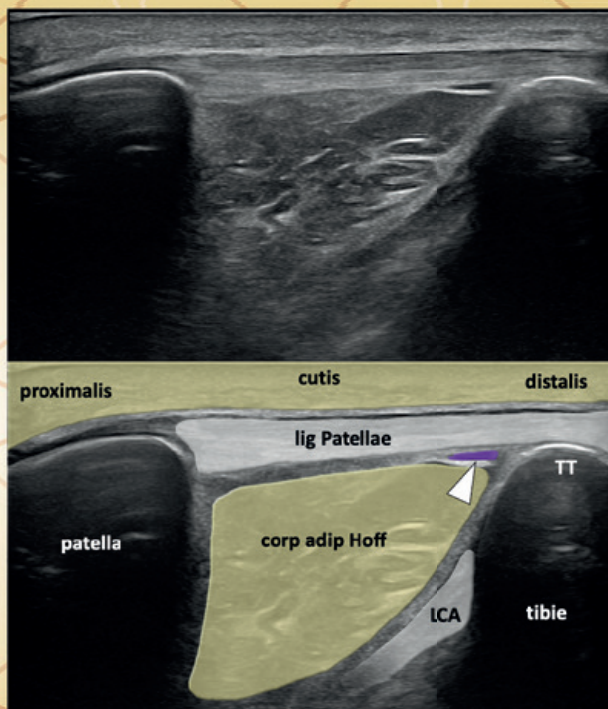 proximalis
cutis
distalis
lig Patellae
TT
patella
corp adip Hoff
LCA
tibie